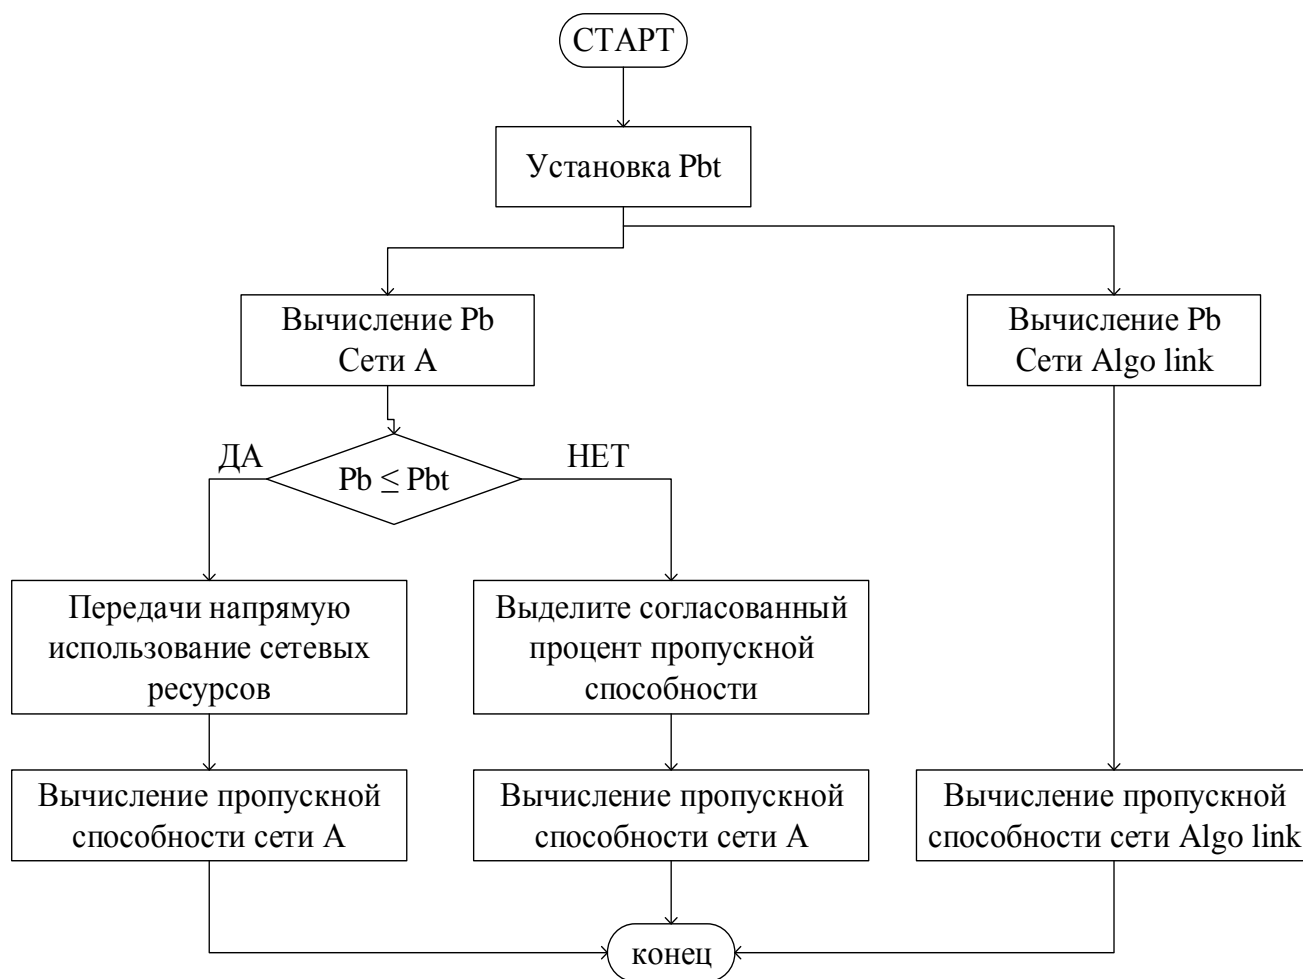 СТАРТ
Установка Pbt
Вычисление Pb
Сети А
Вычисление Pb
Сети Algo link
ДА
НЕТ
Pb ≤ Pbt
Передачи напрямую
использование сетевых
ресурсов
Выделите согласованный
процент пропускной
способности
Вычисление пропускной
способности сети А
Вычисление пропускной
способности сети А
Вычисление пропускной
способности сети Algo link
конец